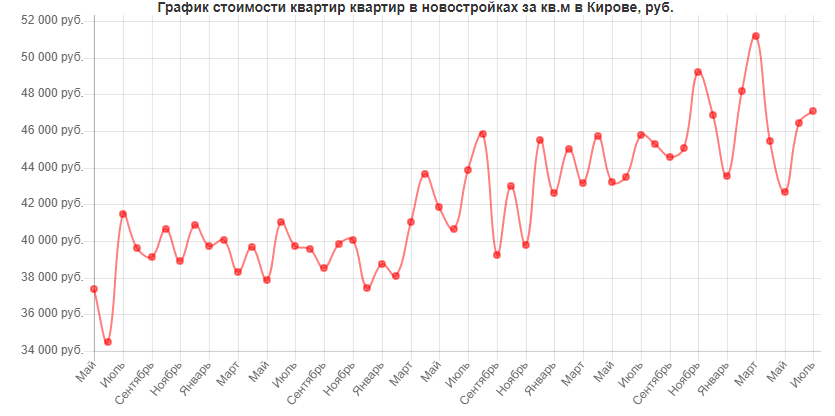 График стоимости квартир квартир в новостройках за кв.м в Кирове, руб.
52 000 руб.
50 000 руб.
48 000 руб.
46 000 руб.
44 000 руб.
42 000 руб.
40 000 руб.
38 000 руб.
36 000 руб.
34 000 руб.
Май
Июль
Сентябрь
Ноябрь
Январь
Март
Май
Июль
Сентябрь
Ноябрь
Январь
Март
Май
Июль
Сентябрь
Ноябрь
Январь
Март
Май
Июль
Сентябрь
Ноябрь
Январь
Март
Май
Июль